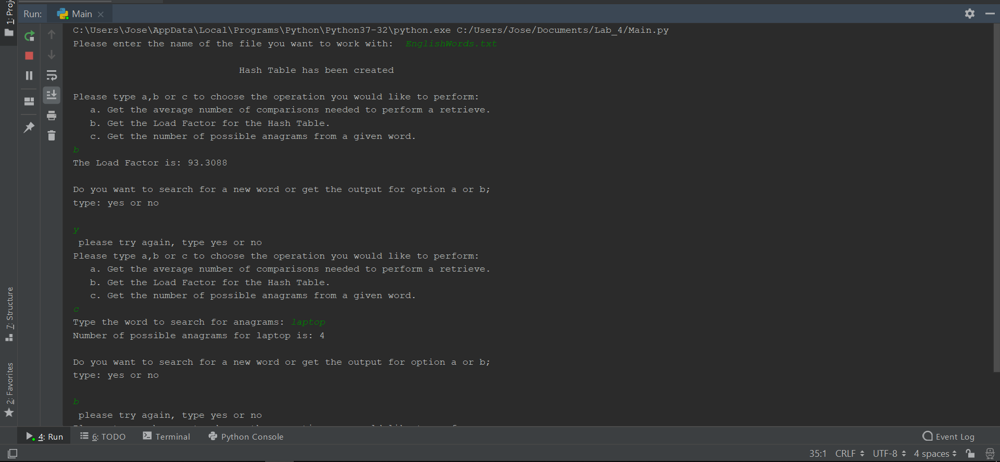 1: Proj
Run: Main
C:\Users\Jose\AppData\Local\Programs\Python\Python37-32\python.exe C:/Users/Jose/Documents/Lab_4/Main.py
Please enter the name of the file you want to work with:  EnglishWords.txt
Hash Table has been created
Please type a,b or c to choose the operation you would like to perform:
a. Get the average number of comparisons needed to perform a retrieve.
b. Get the Load Factor for the Hash Table.
c. Get the number of possible anagrams from a given word.
b
The Load Factor is: 93.3088
Do you want to search for a new word or get the output for option a or b;
type: yes or no
y
please try again, type yes or no
Please type a,b or c to choose the operation you would like to perform:
a. Get the average number of comparisons needed to perform a retrieve.
b. Get the Load Factor for the Hash Table.
c. Get the number of possible anagrams from a given word.
c
Type the word to search for anagrams: laptop
Number of possible anagrams for laptop is: 4
Do you want to search for a new word or get the output for option a or b;
type: yes or no
b
please try again, type yes or no
7: Structure
2: Favorites
4: Run 6: TODO Terminal Python Console Event Log
35:1 CRLF UTF-8 4 spaces